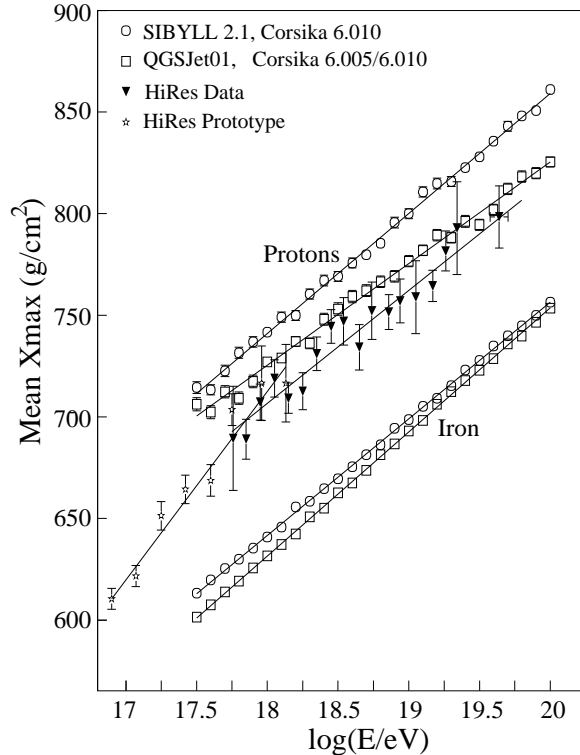 900
850
800
750
700
650
600
Mean Xmax (g/cm2)
SIBYLL 2.1, Corsika 6.010
QGSJet01, Corsika 6.005/6.010
HiRes Data
HiRes Prototype
Protons
Iron
17 17.5 18 18.5 19 19.5 20
log(E/eV)